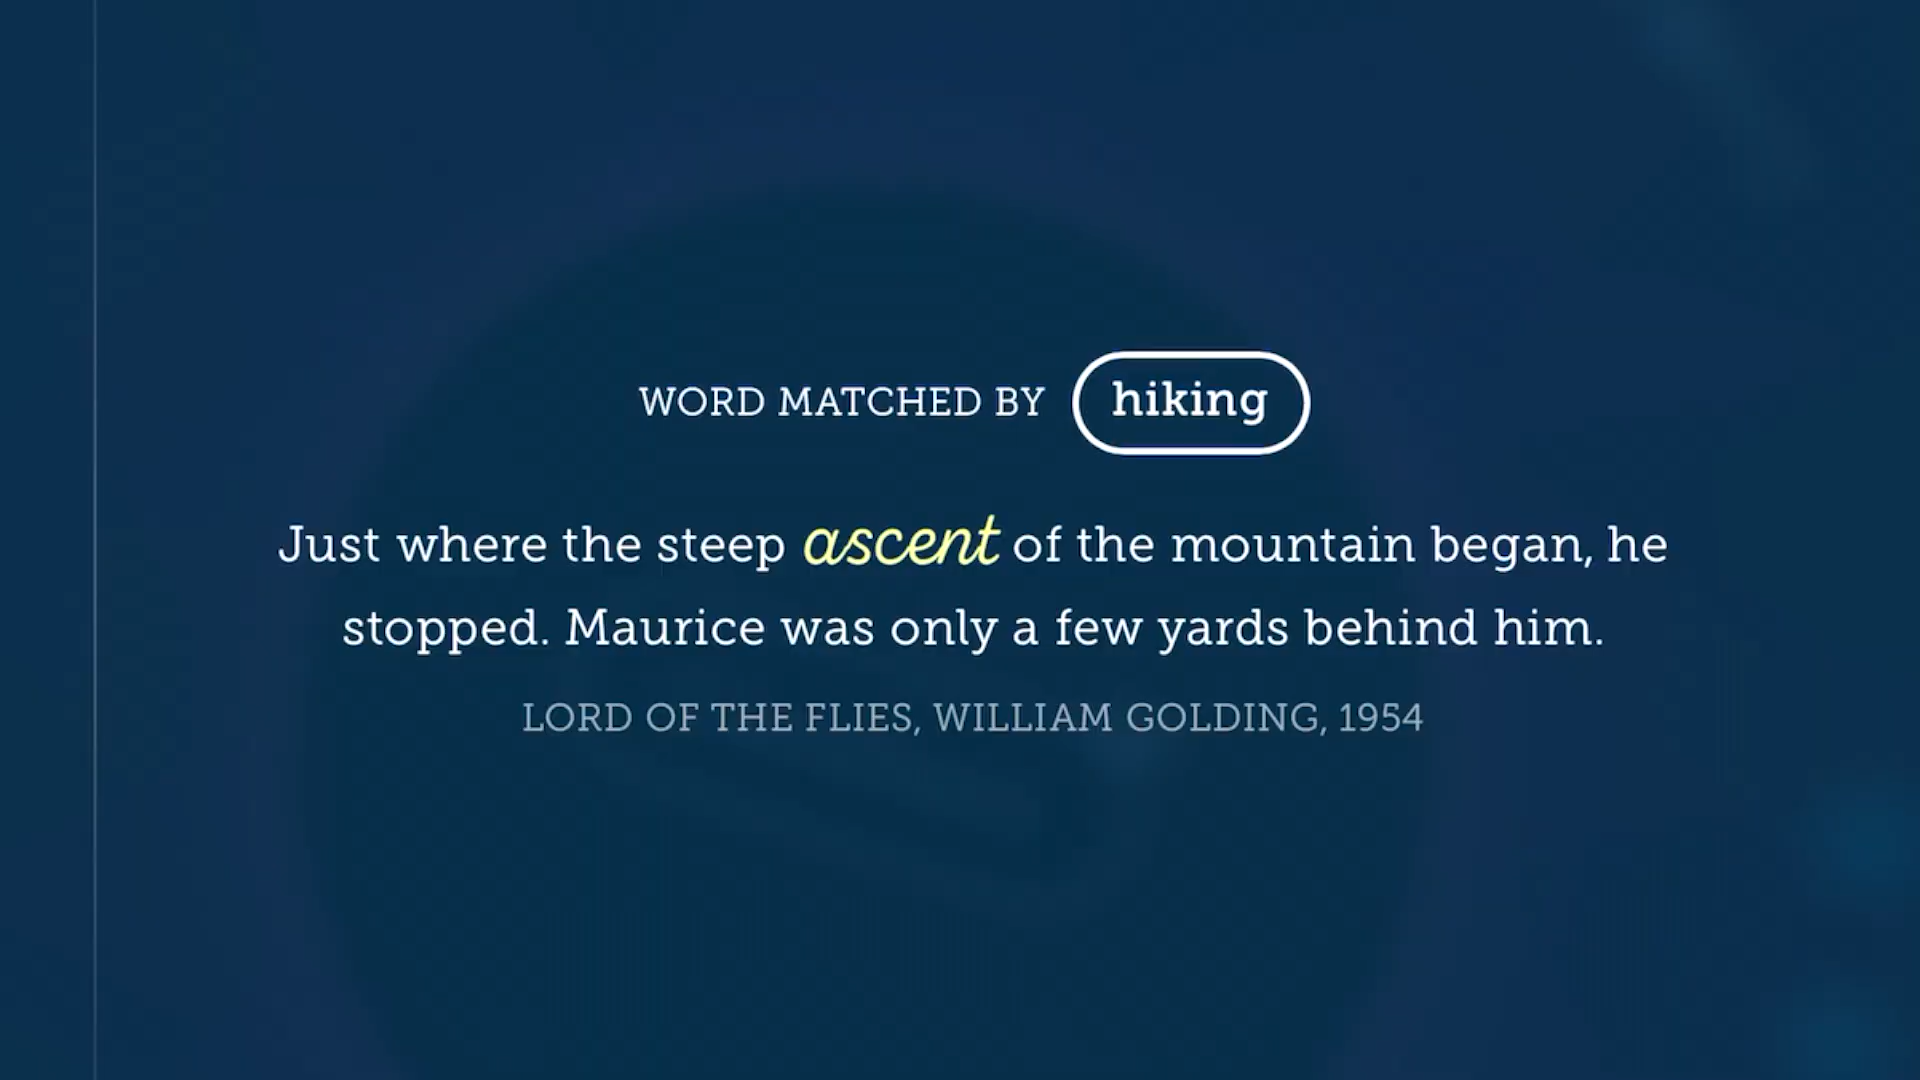 WORD MATCHED BY hiking
Just where the steep ascent of the mountain began, he
stopped. Maurice was only a few yards behind him.
LORD OF THE FLIES, WILLIAM GOLDING, 1954